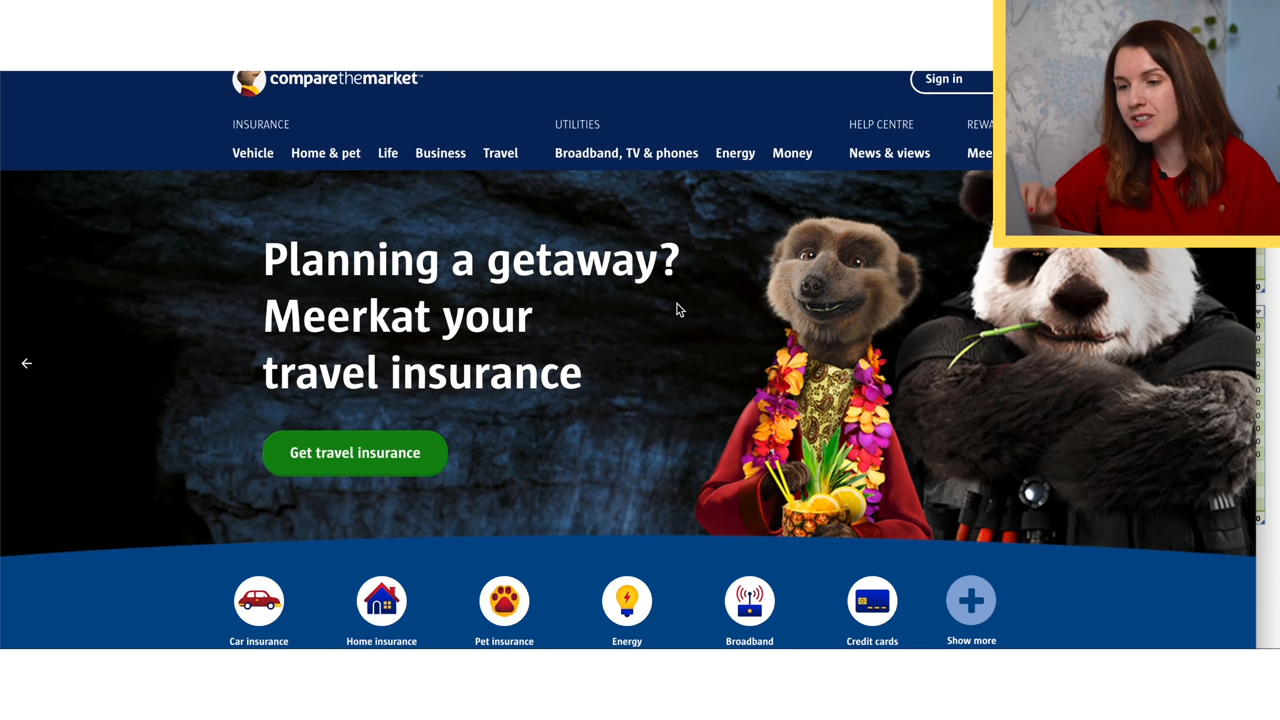 comparethemarket™
Sign in
INSURANCE
UTILITIES
HELP CENTRE
Vehicle
Home & pet
Life
Business
Travel
Broadband, TV & phones
Energy
Money
News & views
Planning a getaway?
Meerkat your
travel insurance
Get travel insurance
Car insurance
Home insurance
Pet insurance
Energy
Broadband
Credit cards
Show more